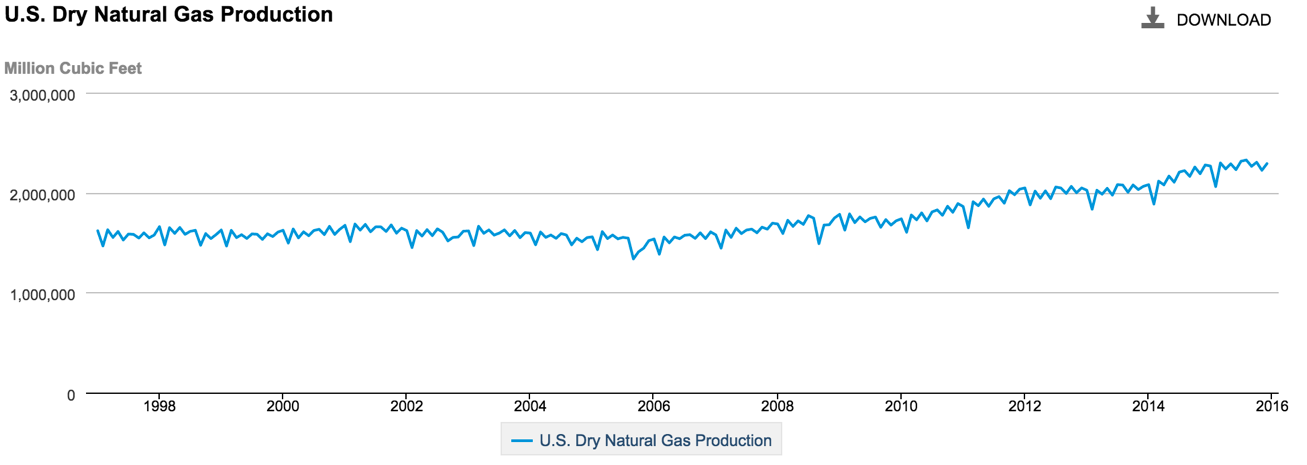 U.S. Dry Natural Gas Production
DOWNLOAD
Million Cubic Feet
3,000,000
2,000,000
1,000,000
0
1998 2000 2002 2004 2006 2008 2010 2012 2014 2016
U.S. Dry Natural Gas Production